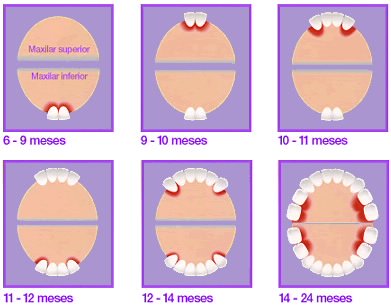 Maxilar superior
Maxilar inferior
6 - 9 meses
9 - 10 meses
10 - 11 meses
11 - 12 meses
12 - 14 meses
14 - 24 meses